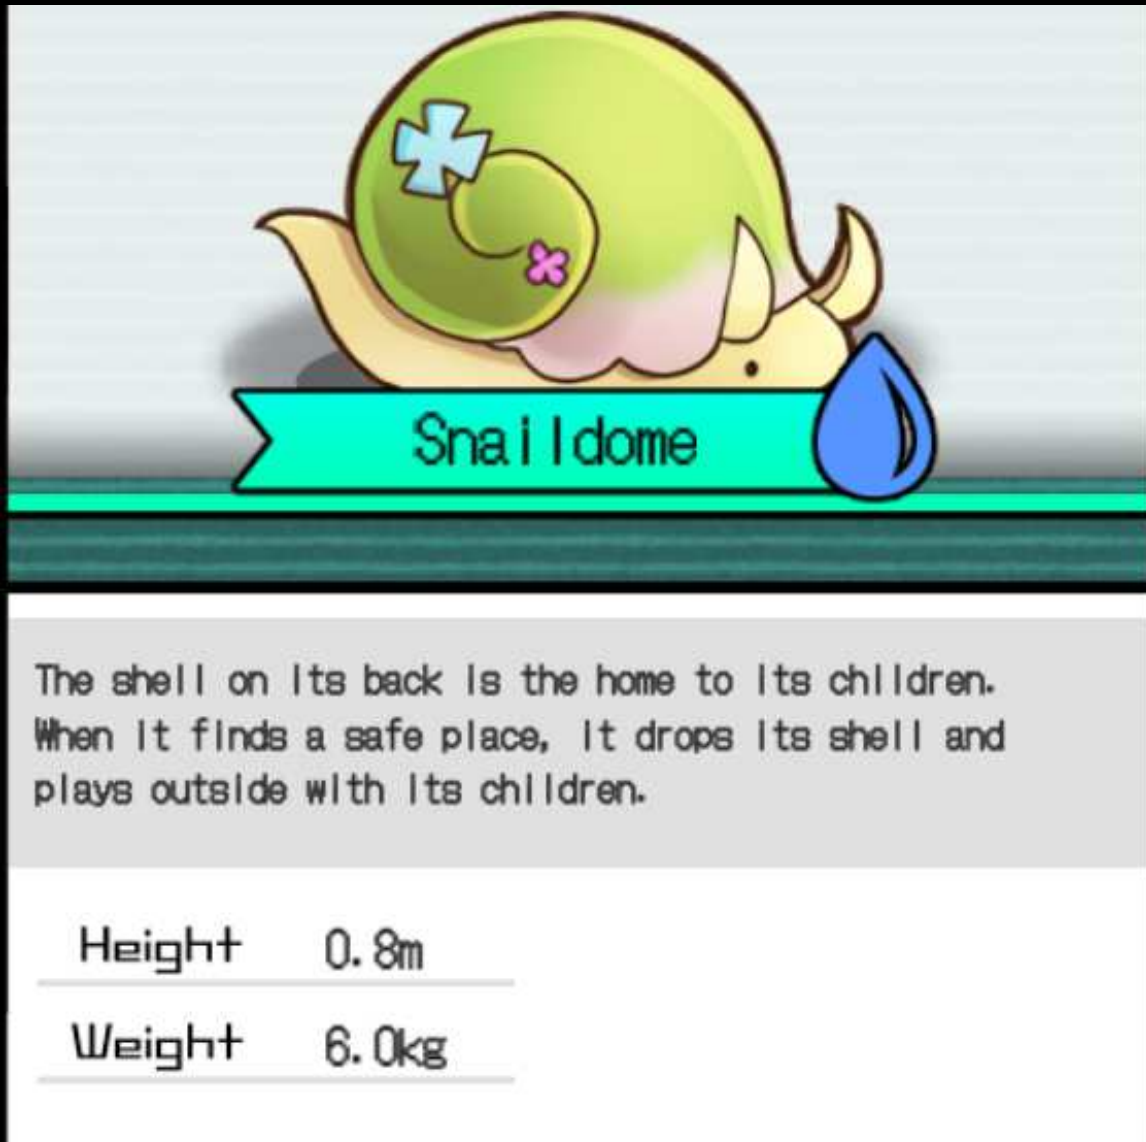 Snaildome
The shell on its back is the home to its children.
When it finds a safe place, it drops its shell and
plays outside with its children.
Height 0.8m
Weight 6.0kg